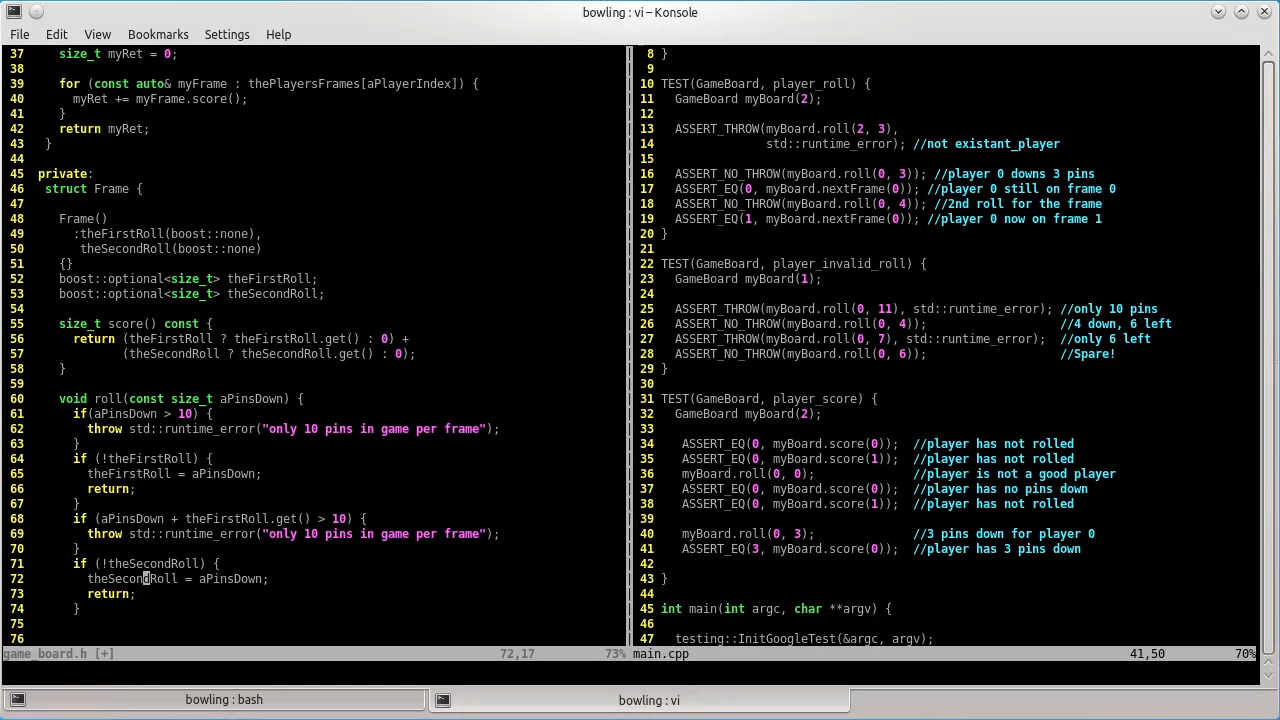 bowling : vi – Konsole
File Edit View Bookmarks Settings Help
37 size_t myRet = 0;
38
39 for (const auto& myFrame : thePlayersFrames[aPlayerIndex]) {
40 myRet += myFrame.score();
41 }
42 return myRet;
43 }
44
45 private:
46 struct Frame {
47
48 Frame()
49 :theFirstRoll(boost::none),
50 theSecondRoll(boost::none)
51 {}
52 boost::optional<size_t> theFirstRoll;
53 boost::optional<size_t> theSecondRoll;
54
55 size_t score() const {
56 return (theFirstRoll ? theFirstRoll.get() : 0) +
57 (theSecondRoll ? theSecondRoll.get() : 0);
58 }
59
60 void roll(const size_t aPinsDown) {
61 if(aPinsDown > 10) {
62 throw std::runtime_error("only 10 pins in game per frame");
63 }
64 if (!theFirstRoll) {
65 theFirstRoll = aPinsDown;
66 return;
67 }
68 if (aPinsDown + theFirstRoll.get() > 10) {
69 throw std::runtime_error("only 10 pins in game per frame");
70 }
71 if (!theSecondRoll) {
72 theSecondRoll = aPinsDown;
73 return;
74 }
75
76
game_board.h [+] 72,17 73%
8 }
9
10 TEST(GameBoard, player_roll) {
11 GameBoard myBoard(2);
12
13 ASSERT_THROW(myBoard.roll(2, 3),
14 std::runtime_error); //not existant_player
15
16 ASSERT_NO_THROW(myBoard.roll(0, 3)); //player 0 downs 3 pins
17 ASSERT_EQ(0, myBoard.nextFrame(0)); //player 0 still on frame 0
18 ASSERT_NO_THROW(myBoard.roll(0, 4)); //2nd roll for the frame
19 ASSERT_EQ(1, myBoard.nextFrame(0)); //player 0 now on frame 1
20 }
21
22 TEST(GameBoard, player_invalid_roll) {
23 GameBoard myBoard(1);
24
25 ASSERT_THROW(myBoard.roll(0, 11), std::runtime_error); //only 10 pins
26 ASSERT_NO_THROW(myBoard.roll(0, 4)); //4 down, 6 left
27 ASSERT_THROW(myBoard.roll(0, 7), std::runtime_error); //only 6 left
28 ASSERT_NO_THROW(myBoard.roll(0, 6)); //Spare!
29 }
30
31 TEST(GameBoard, player_score) {
32 GameBoard myBoard(2);
33
34 ASSERT_EQ(0, myBoard.score(0)); //player has not rolled
35 ASSERT_EQ(0, myBoard.score(1)); //player has not rolled
36 myBoard.roll(0, 0); //player is not a good player
37 ASSERT_EQ(0, myBoard.score(0)); //player has no pins down
38 ASSERT_EQ(0, myBoard.score(1)); //player has not rolled
39
40 myBoard.roll(0, 3); //3 pins down for player 0
41 ASSERT_EQ(3, myBoard.score(0)); //player has 3 pins down
42
43 }
44
45 int main(int argc, char **argv) {
46
47 testing::InitGoogleTest(&argc, argv);
main.cpp 41,50 70%
bowling : bash
bowling : vi